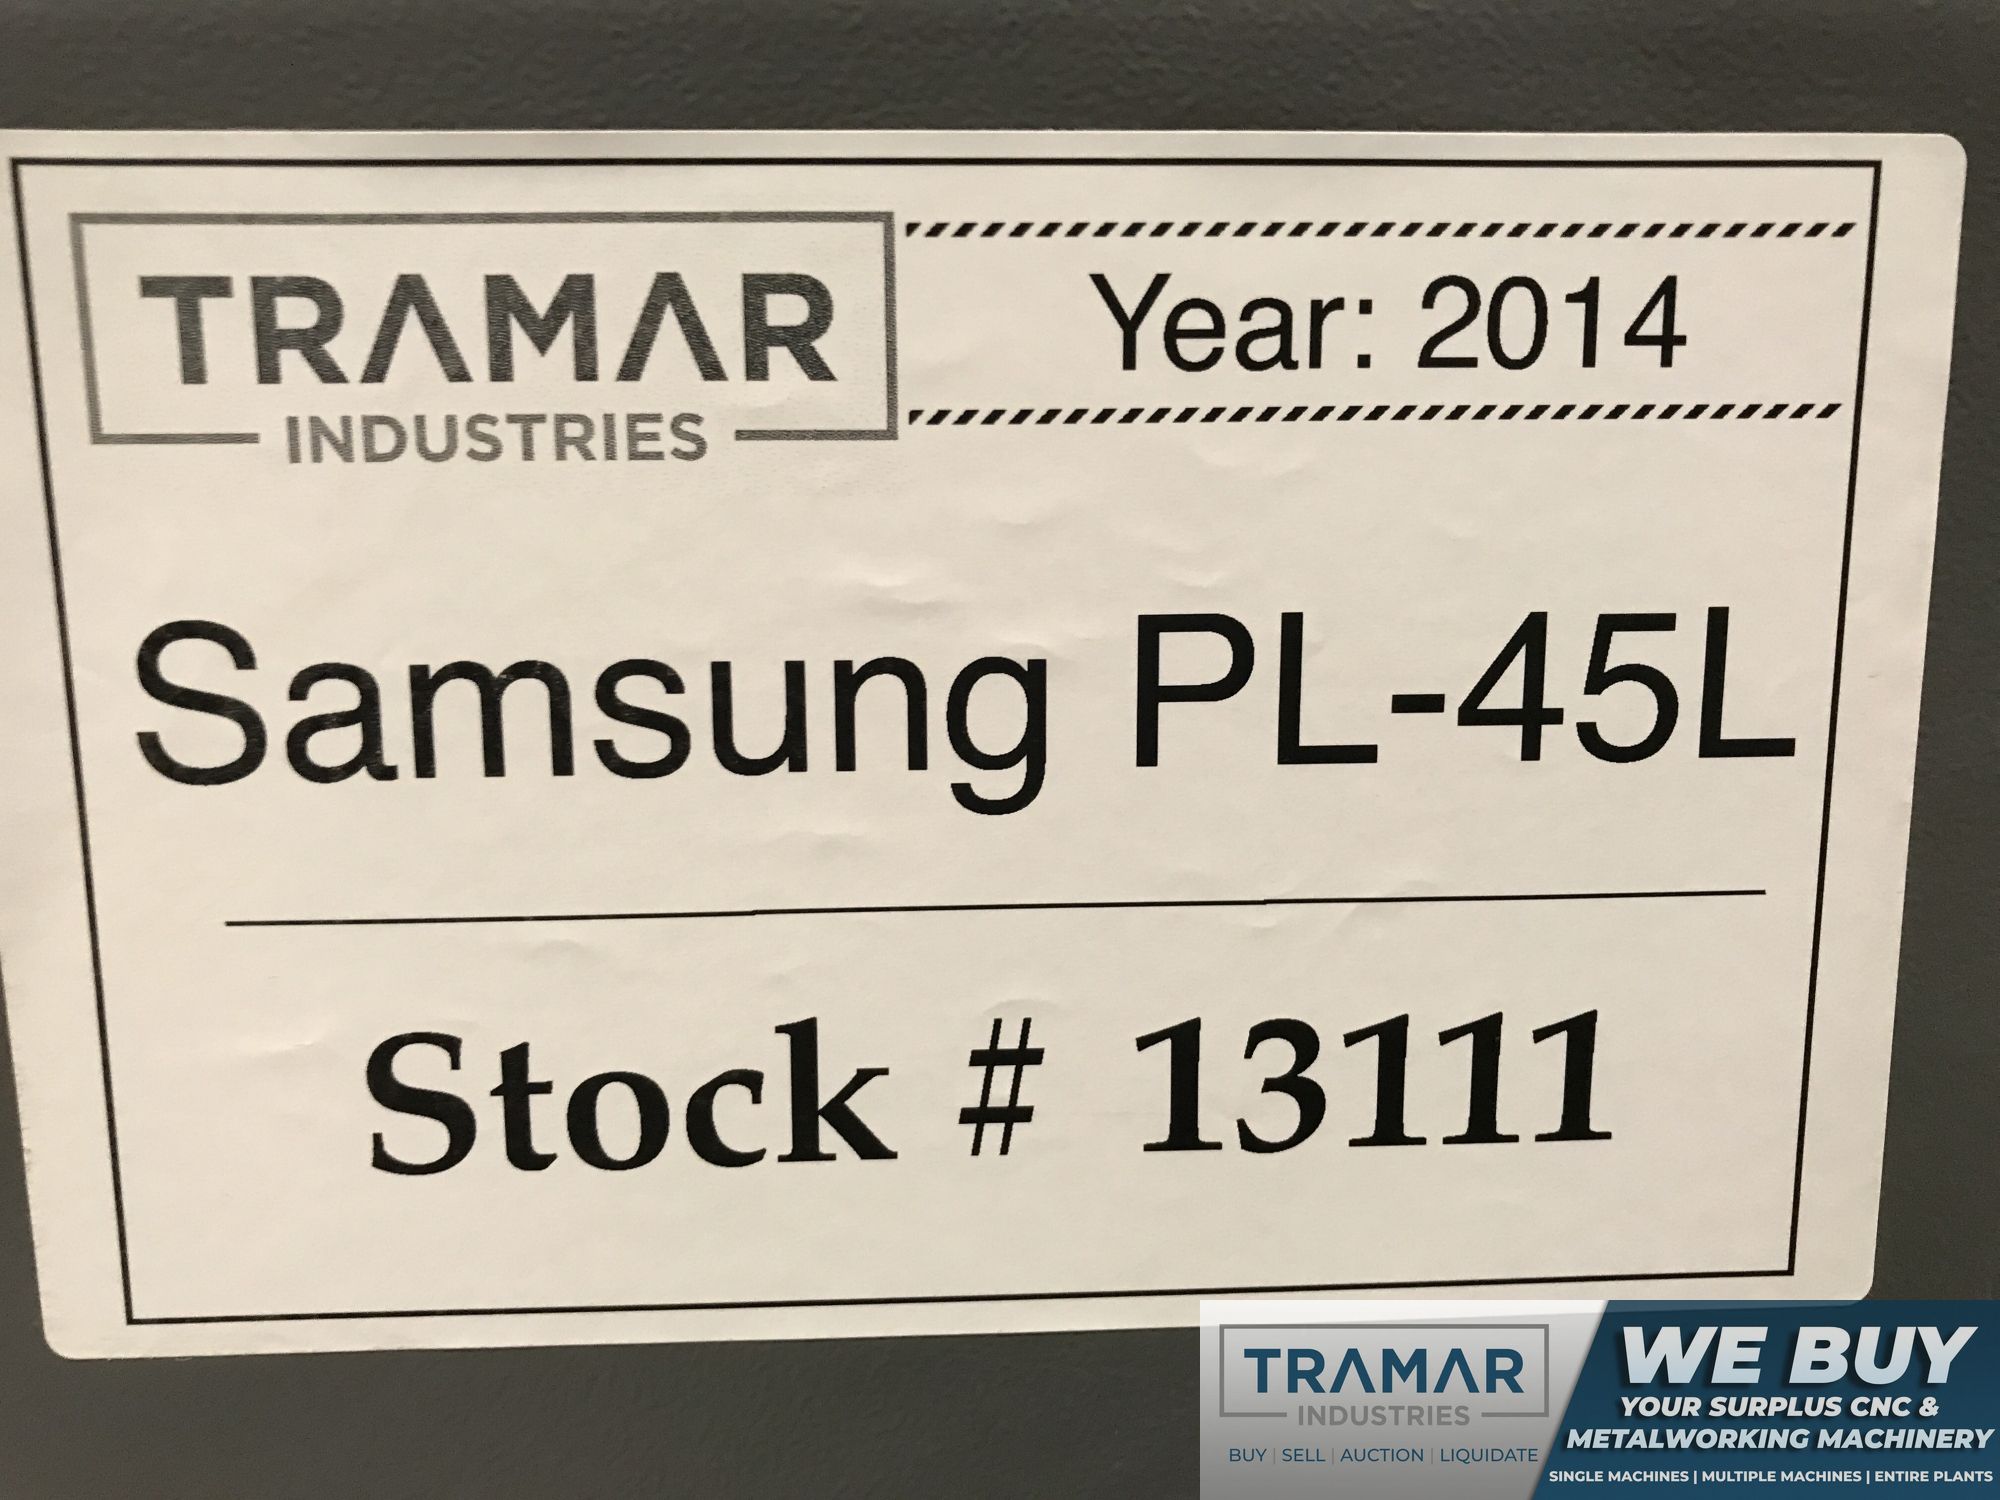 TRAMAR
INDUSTRIES
Year: 2014
Samsung PL-45L
Stock # 13111
TRAMAR
INDUSTRIES
BUY | SELL | AUCTION | LIQUIDATE
WE BUY
YOUR SURPLUS CNC &
METALWORKING MACHINERY
SINGLE MACHINES | MULTIPLE MACHINES | ENTIRE PLANTS